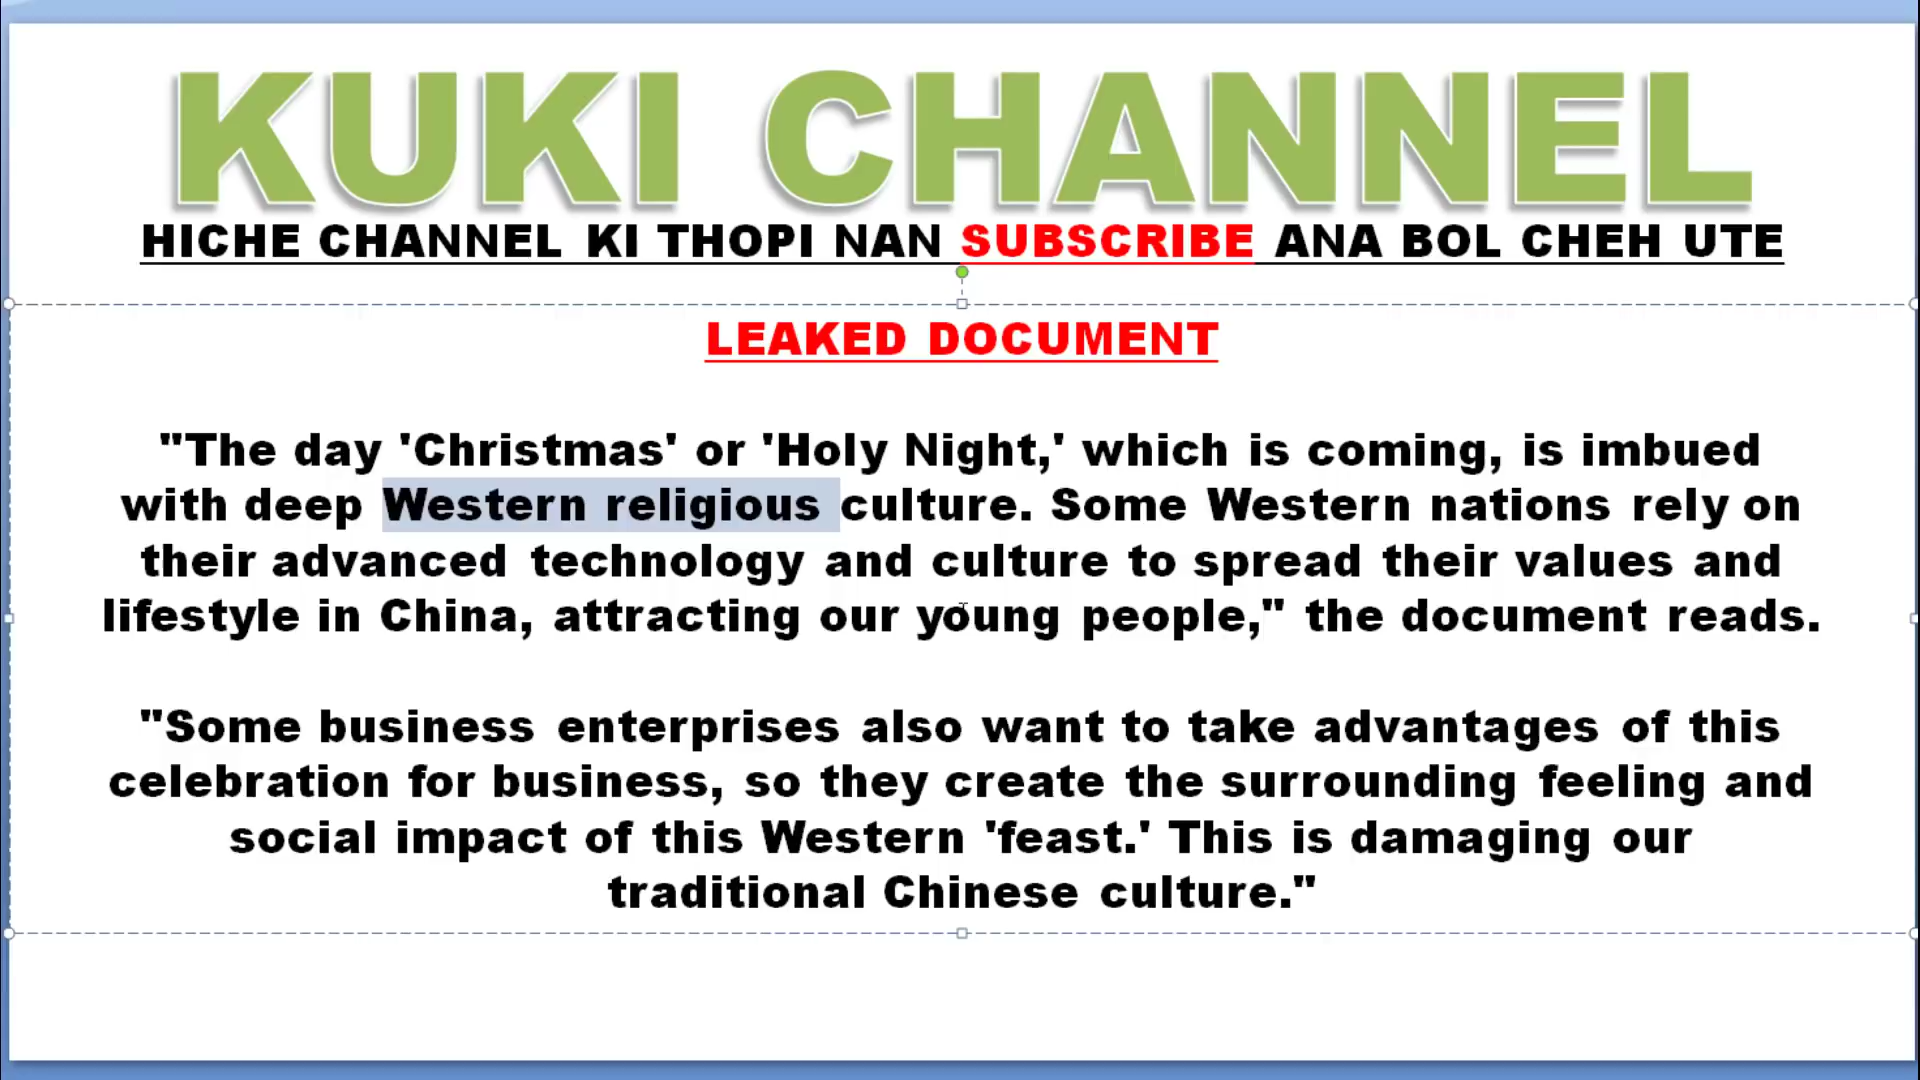 KUKI CHANNEL
HICHE CHANNEL KI THOPI NAN SUBSCRIBE ANA BOL CHEH UTE
LEAKED DOCUMENT
"The day 'Christmas' or 'Holy Night,' which is coming, is imbued
with deep Western religious culture. Some Western nations rely on
their advanced technology and culture to spread their values and
lifestyle in China, attracting our young people," the document reads.
"Some business enterprises also want to take advantages of this
celebration for business, so they create the surrounding feeling and
social impact of this Western 'feast.' This is damaging our
traditional Chinese culture."